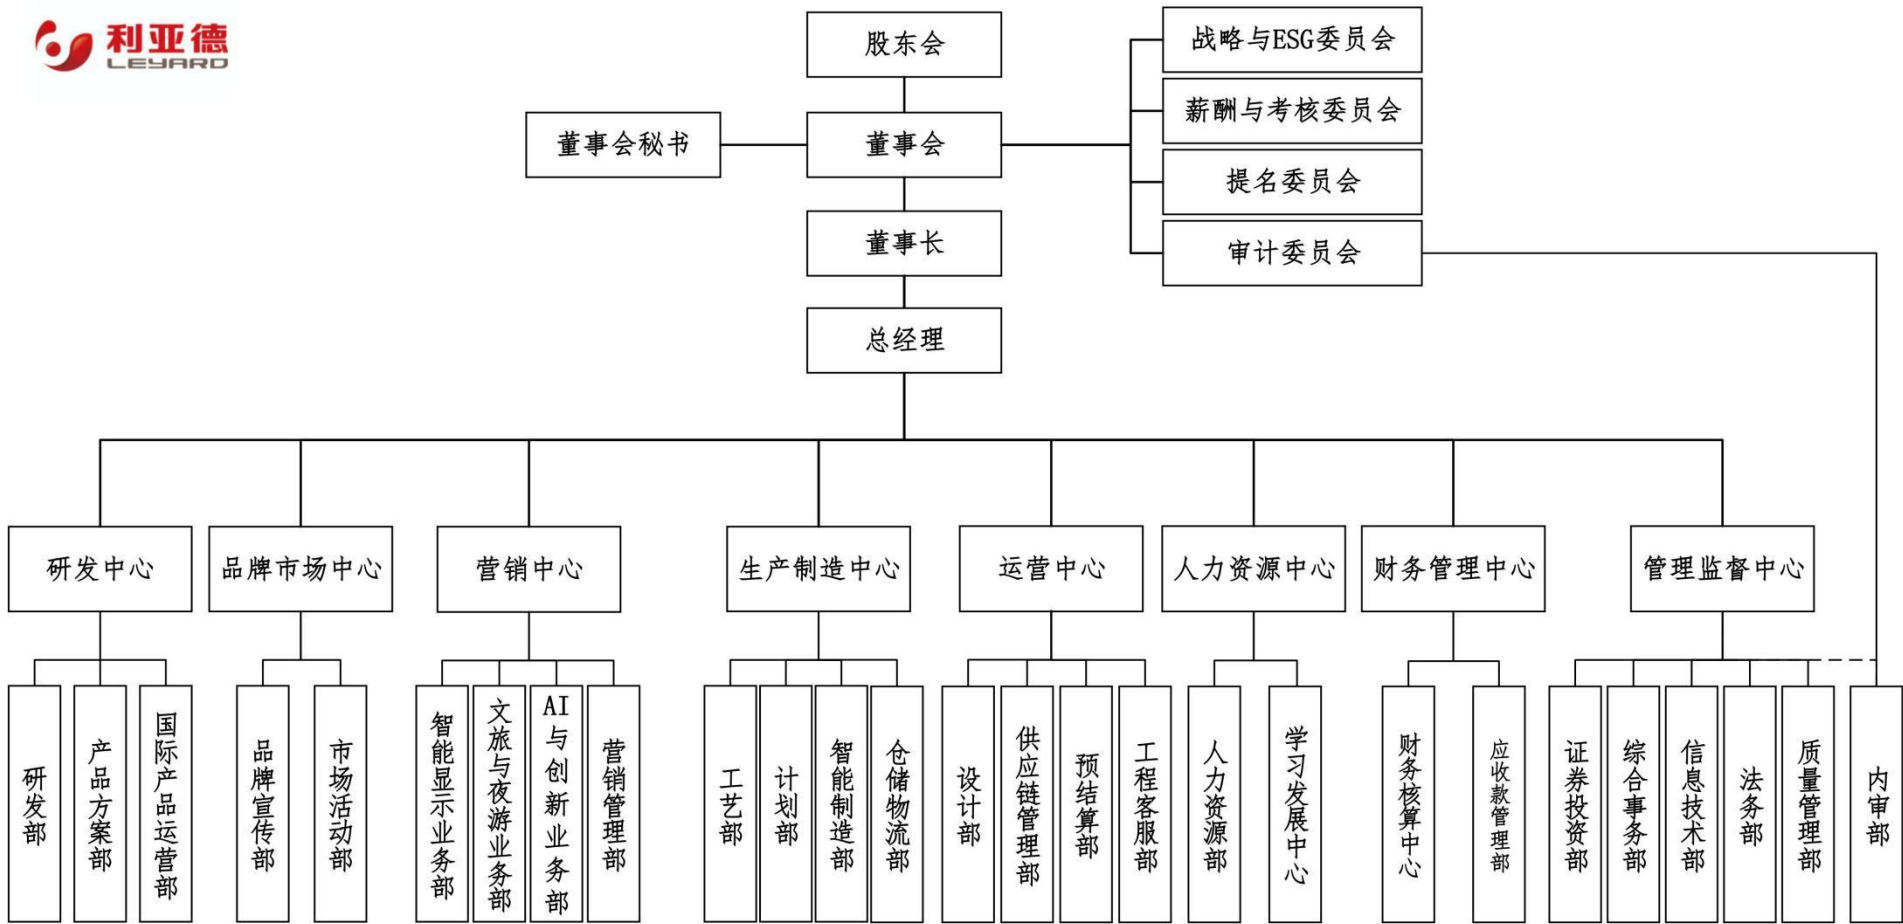 利亚德
LEYARD
股东会
战略与ESG委员会
薪酬与考核委员会
董事会秘书
董事会
提名委员会
董事长
审计委员会
总经理
研发中心
品牌市场中心
营销中心
生产制造中心
运营中心
人力资源中心
财务管理中心
管理监督中心
研发部
产品方案部
国际产品运营部
品牌宣传部
市场活动部
智能显示业务部
文旅与夜游业务部
AI与创新业务部
营销管理部
工艺部
计划部
智能制造部
仓储物流部
设计部
供应链管理部
预结算部
工程客服部
人力资源部
学习发展中心
财务核算中心
应收款管理部
证券投资部
综合事务部
信息技术部
法务部
质量管理部
内审部